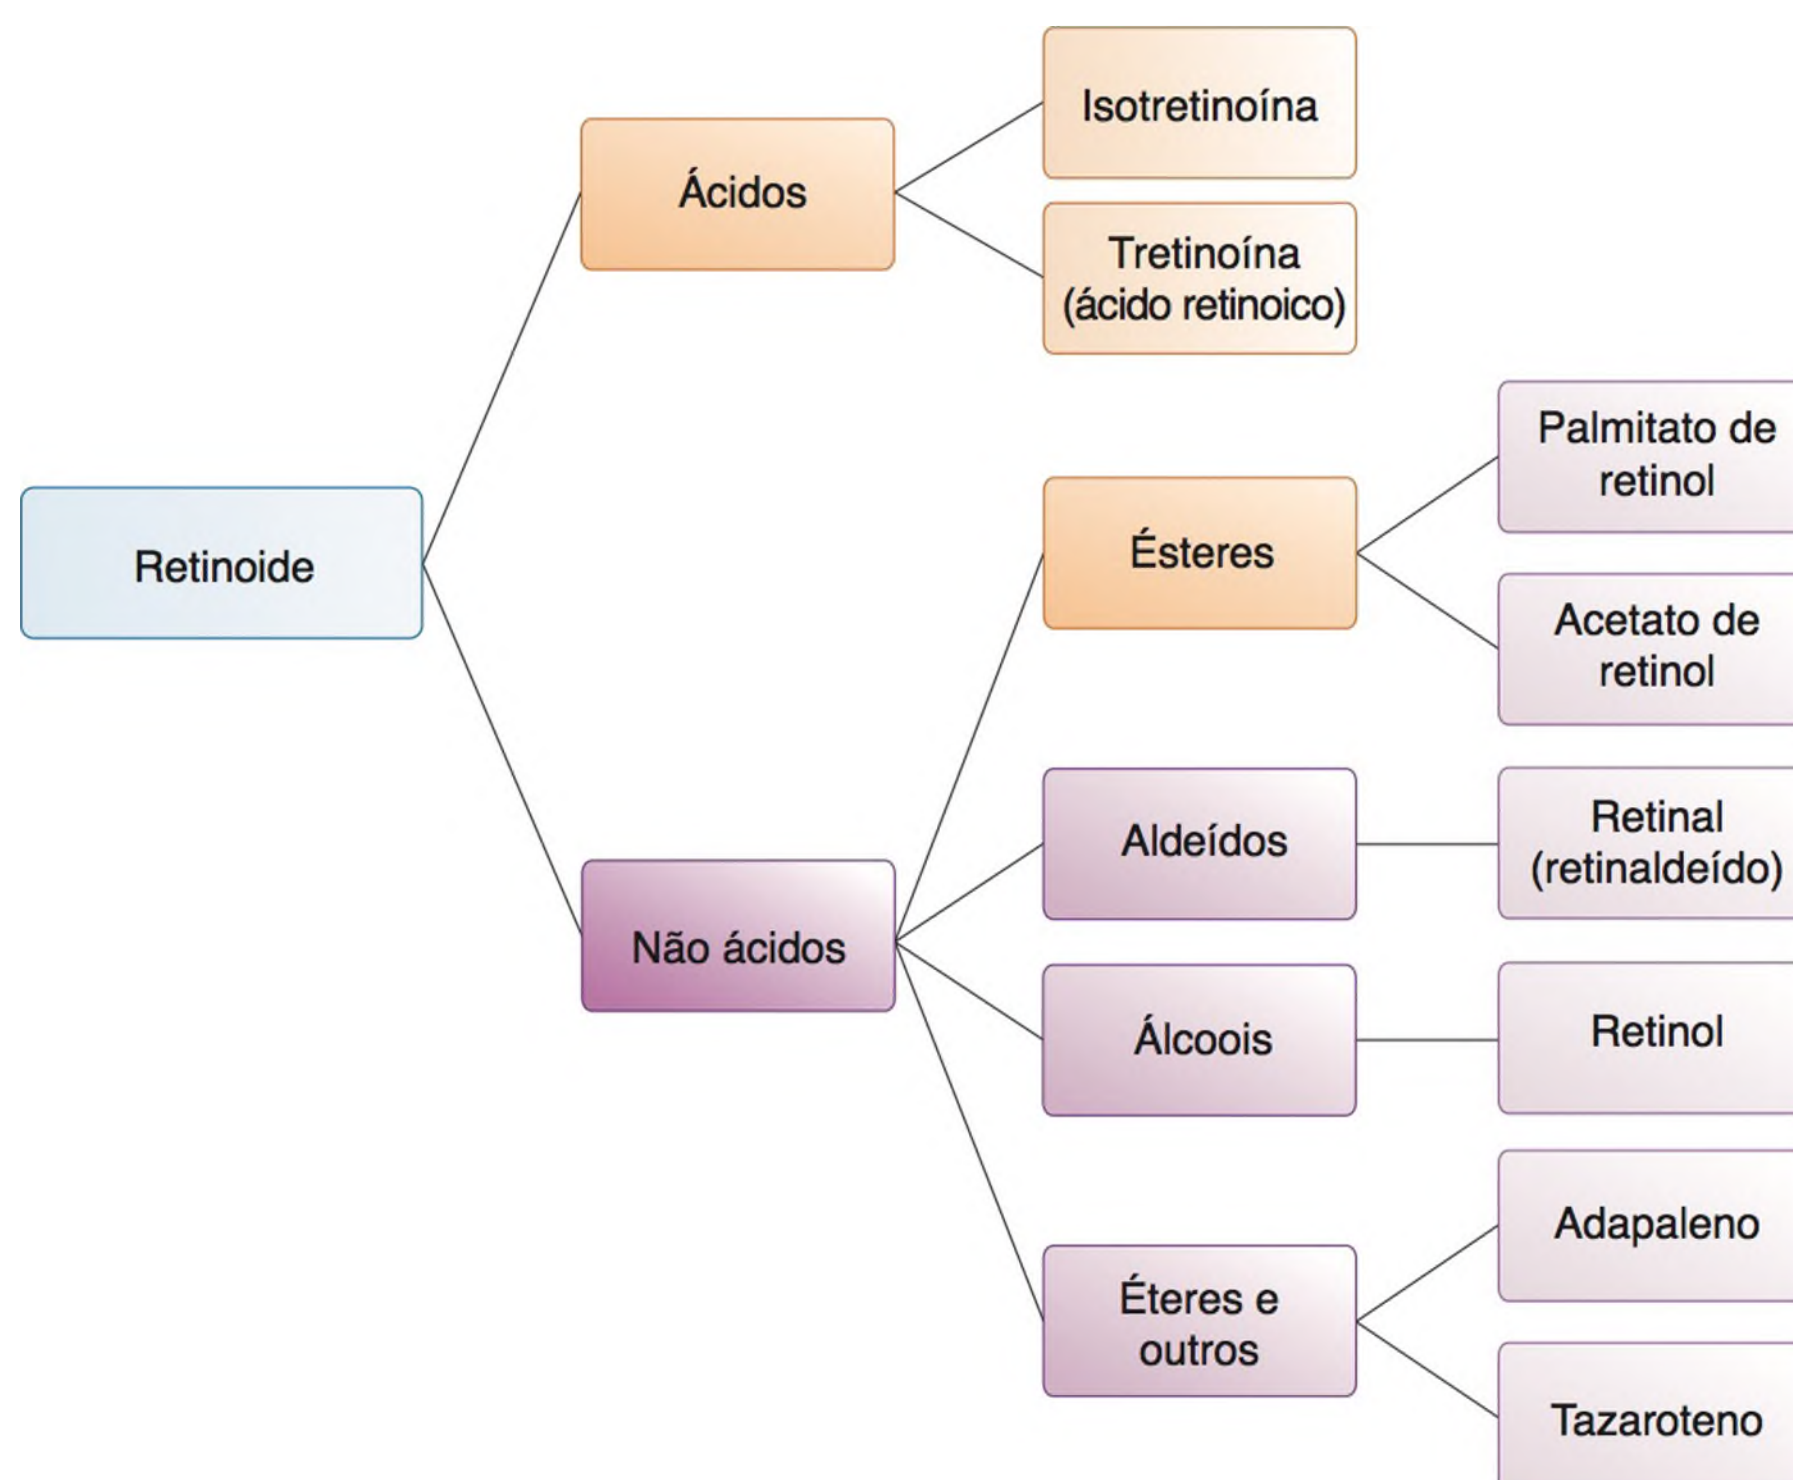 Isotretinoína
Ácidos
Tretinoína
(ácido retinoico)
Palmitato de
retinol
Ésteres
Retinoide
Acetato de
retinol
Aldeídos
Retinal
(retinaldeído)
Não ácidos
Álcoois
Retinol
Adapaleno
Éteres e
outros
Tazaroteno